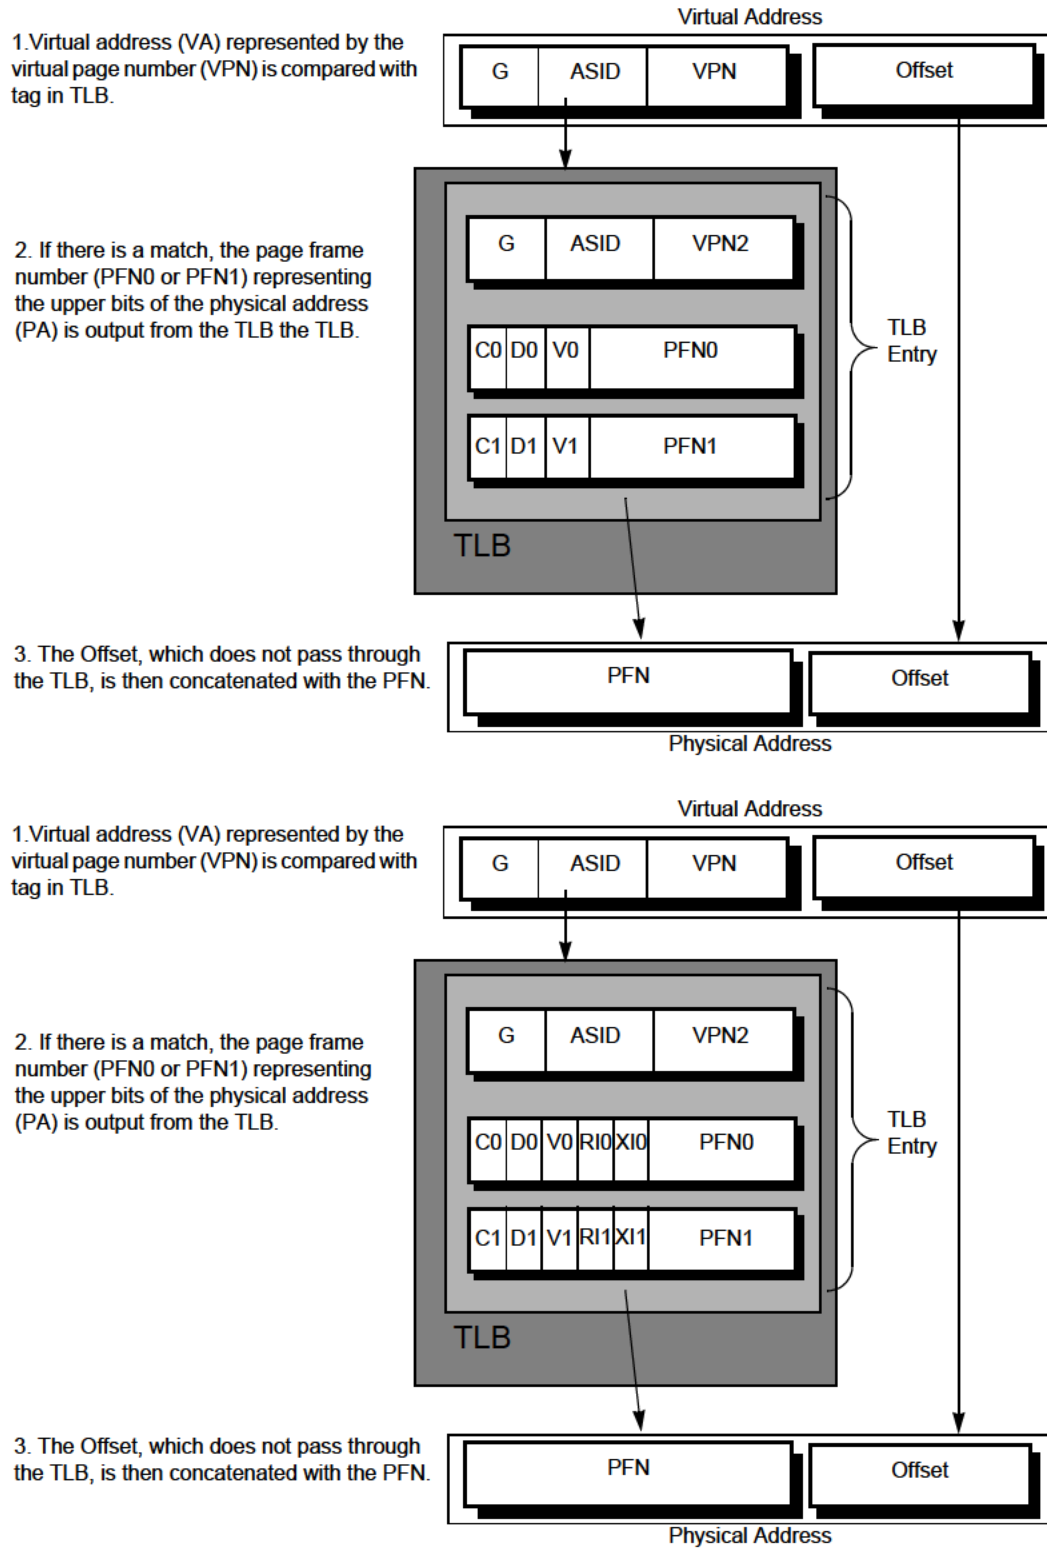 Virtual Address
1.Virtual address (VA) represented by the
virtual page number (VPN) is compared with
tag in TLB.
G ASID VPN Offset
2. If there is a match, the page frame
number (PFN0 or PFN1) representing
the upper bits of the physical address
(PA) is output from the TLB the TLB.
G ASID VPN2
C0 D0 V0 PFN0
TLB
Entry
C1 D1 V1 PFN1
TLB
3. The Offset, which does not pass through
the TLB, is then concatenated with the PFN.
PFN Offset
Physical Address
Virtual Address
1.Virtual address (VA) represented by the
virtual page number (VPN) is compared with
tag in TLB.
G ASID VPN Offset
2. If there is a match, the page frame
number (PFN0 or PFN1) representing
the upper bits of the physical address
(PA) is output from the TLB.
G ASID VPN2
C0 D0 V0 RI0 XI0 PFN0
TLB
Entry
C1 D1 V1 RI1 XI1 PFN1
TLB
3. The Offset, which does not pass through
the TLB, is then concatenated with the PFN.
PFN Offset
Physical Address